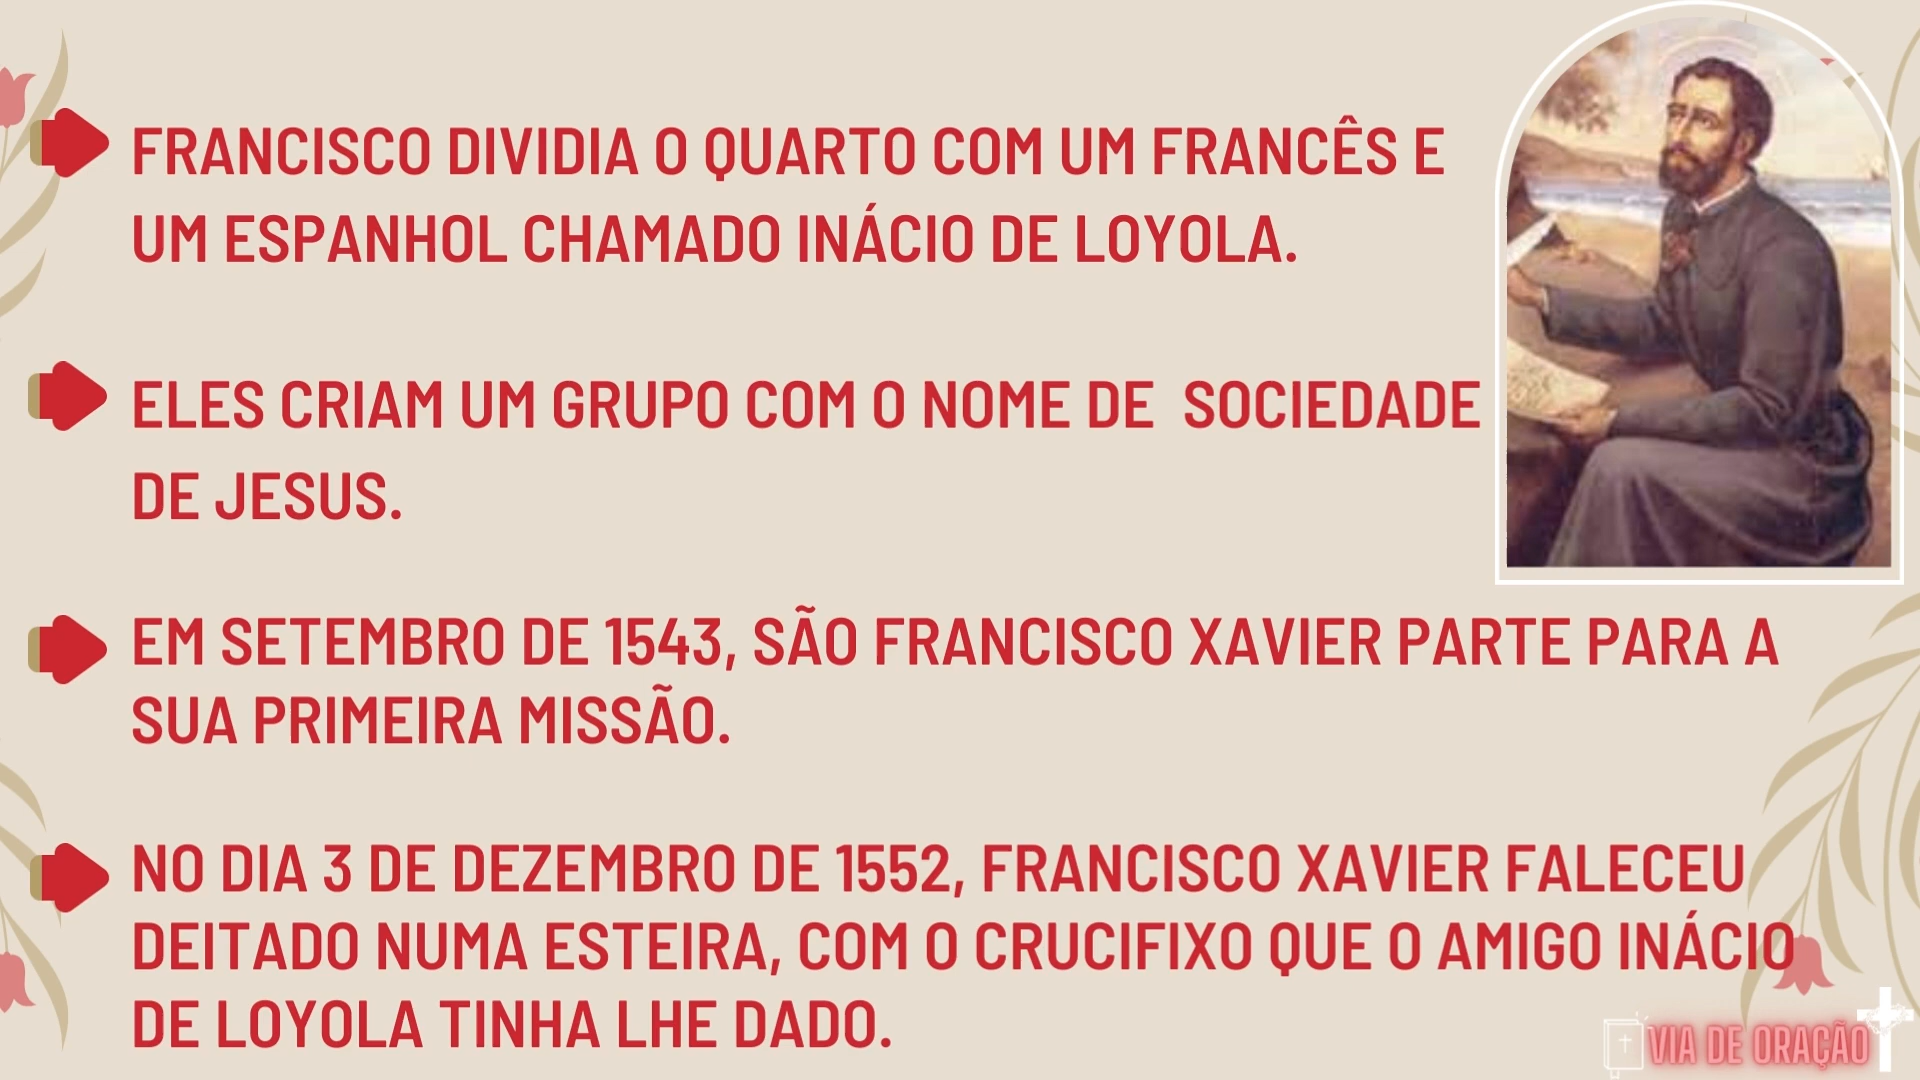 FRANCISCO DIVIDIA O QUARTO COM UM FRANCÊS E
UM ESPANHOL CHAMADO INÁCIO DE LOYOLA.
ELES CRIAM UM GRUPO COM O NOME DE SOCIEDADE
DE JESUS.
EM SETEMBRO DE 1543, SÃO FRANCISCO XAVIER PARTE PARA A
SUA PRIMEIRA MISSÃO.
NO DIA 3 DE DEZEMBRO DE 1552, FRANCISCO XAVIER FALECEU
DEITADO NUMA ESTEIRA, COM O CRUCIFIXO QUE O AMIGO INÁCIO
DE LOYOLA TINHA LHE DADO.
VIA DE ORAÇÃO